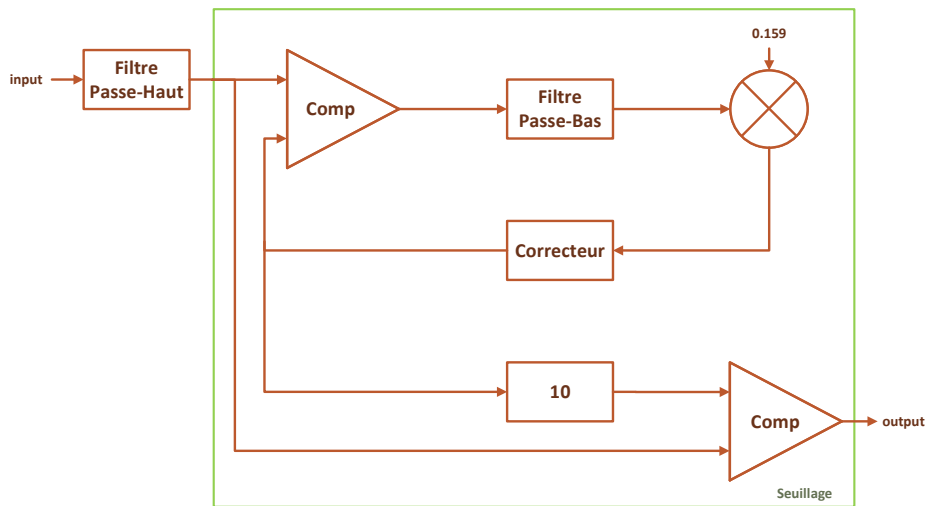 0.159
input
Filtre
Passe-Haut
Comp
Filtre
Passe-Bas
Correcteur
10
Comp
output
Seuillage